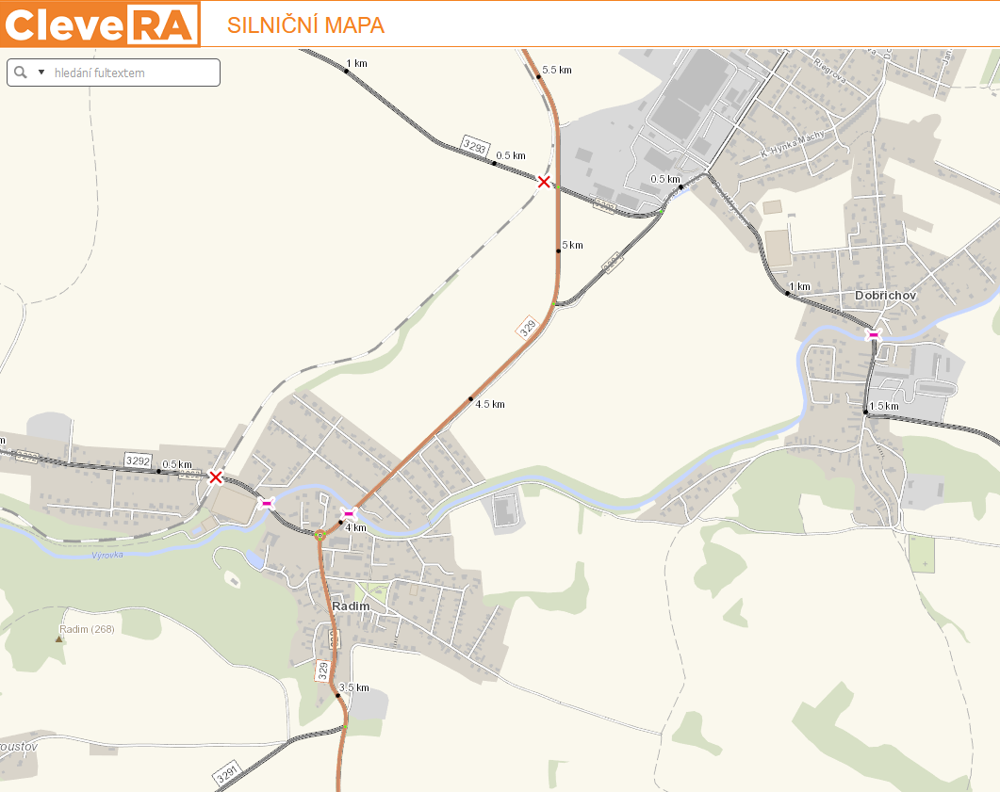 CleveRA
SILNIČNÍ MAPA
hledání fultextem
1 km
5.5 km
Riegrova
3293
0.5 km
K. Hynka Machy
0.5 km
5 km
1 km
Dobřichov
329
4.5 km
1.5 km
m
3292
0.5 km
4 km
Výrovka
Radim
Radim (268)
329
3.5 km
oustov
3291